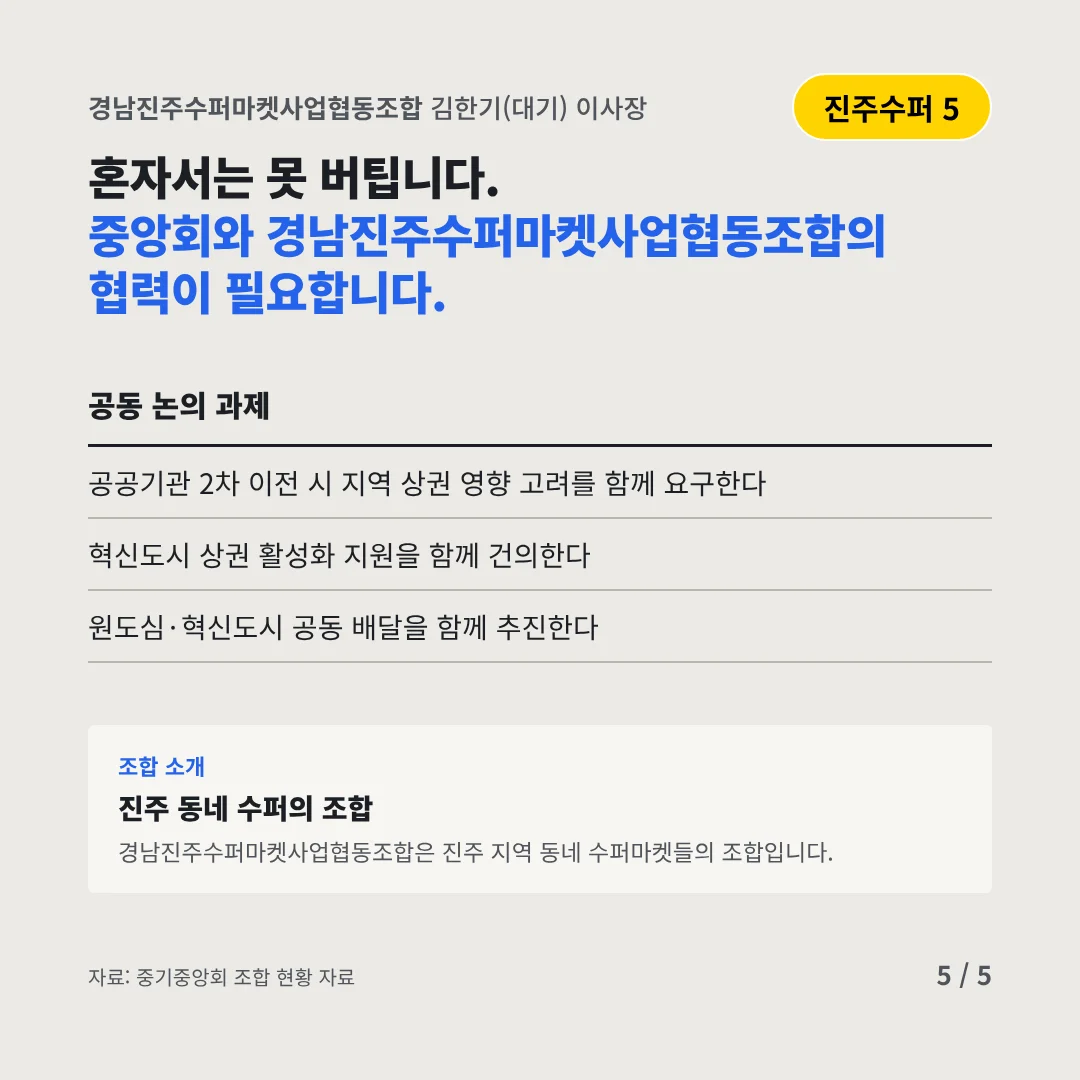 경남진주수퍼마켓사업협동조합 김한기(대기) 이사장
진주수퍼 5
혼자서는 못 버팁니다.
중앙회와 경남진주수퍼마켓사업협동조합의
협력이 필요합니다.
공동 논의 과제
공공기관 2차 이전 시 지역 상권 영향 고려를 함께 요구한다
혁신도시 상권 활성화 지원을 함께 건의한다
원도심·혁신도시 공동 배달을 함께 추진한다
조합 소개
진주 동네 수퍼의 조합
경남진주수퍼마켓사업협동조합은 진주 지역 동네 수퍼마켓들의 조합입니다.
자료: 중기중앙회 조합 현황 자료
5 / 5